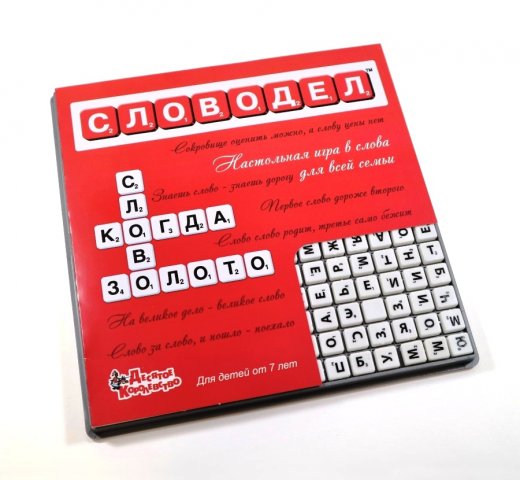 СЛОВОДЕЛ™
Сокровище оценить можно, а слову цены нет
Настольная игра в слова
для всей семьи
Знаешь слово - знаешь дорогу
Первое слово дороже второго
Слово слово родит, третье само бежит
СЛОВО
КОГДА
ЗОЛОТО
На великое дело - великое слово
Слово за слово, и пошло - поехало
ДЕСЯТОЕ
КОРОЛЕВСТВО
Для детей от 7 лет